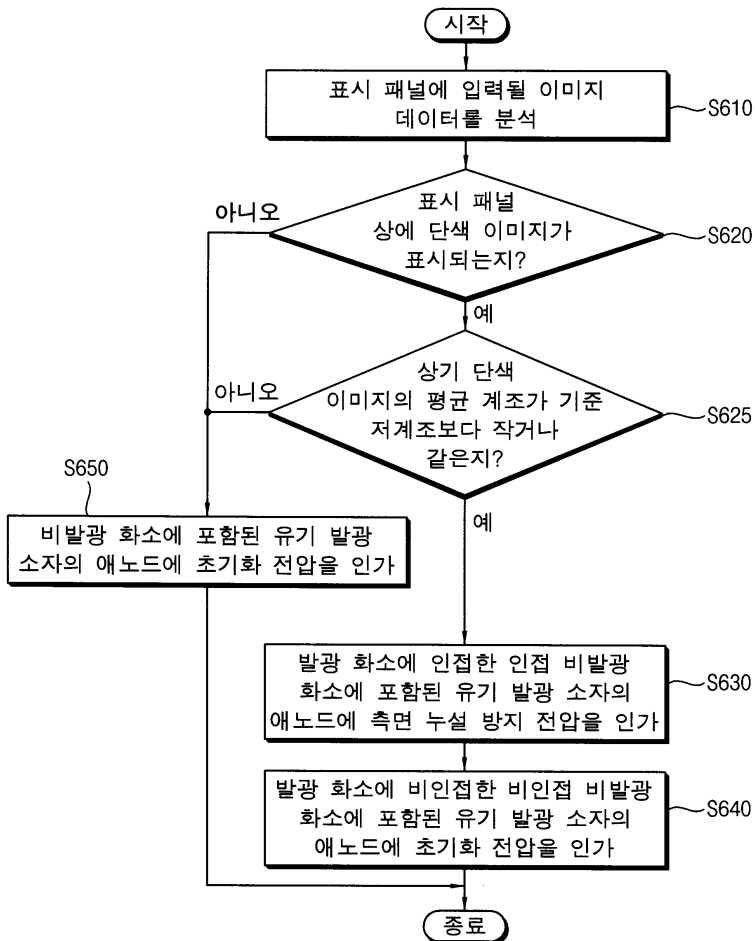 시작
표시 패널에 입력될 이미지
데이터를 분석
S610
표시 패널
상에 단색 이미지가
표시되는지?
S620
아니오
예
상기 단색
이미지의 평균 계조가 기준
저계조보다 작거나
같은지?
S625
아니오
예
S650
비발광 화소에 포함된 유기 발광
소자의 애노드에 초기화 전압을 인가
발광 화소에 인접한 인접 비발광
화소에 포함된 유기 발광 소자의
애노드에 측면 누설 방지 전압을 인가
S630
발광 화소에 비인접한 비인접 비발광
화소에 포함된 유기 발광 소자의
애노드에 초기화 전압을 인가
S640
종료